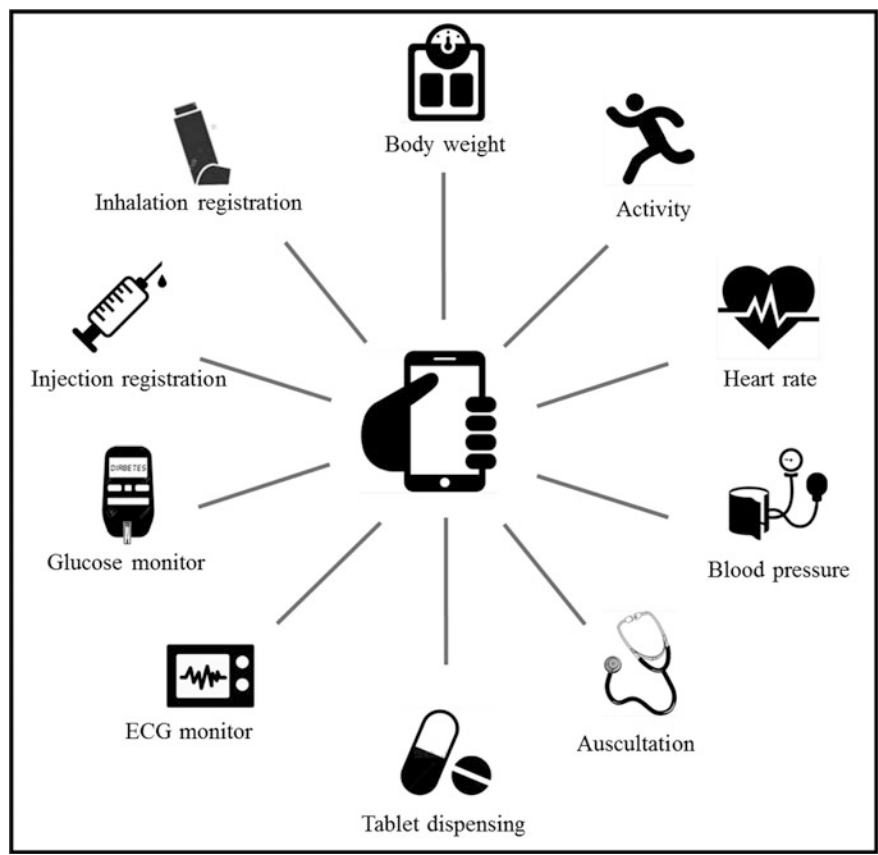 Body weight
Inhalation registration
Activity
Injection registration
Heart rate
DIABETES
Glucose monitor
Blood pressure
ECG monitor
Auscultation
Tablet dispensing